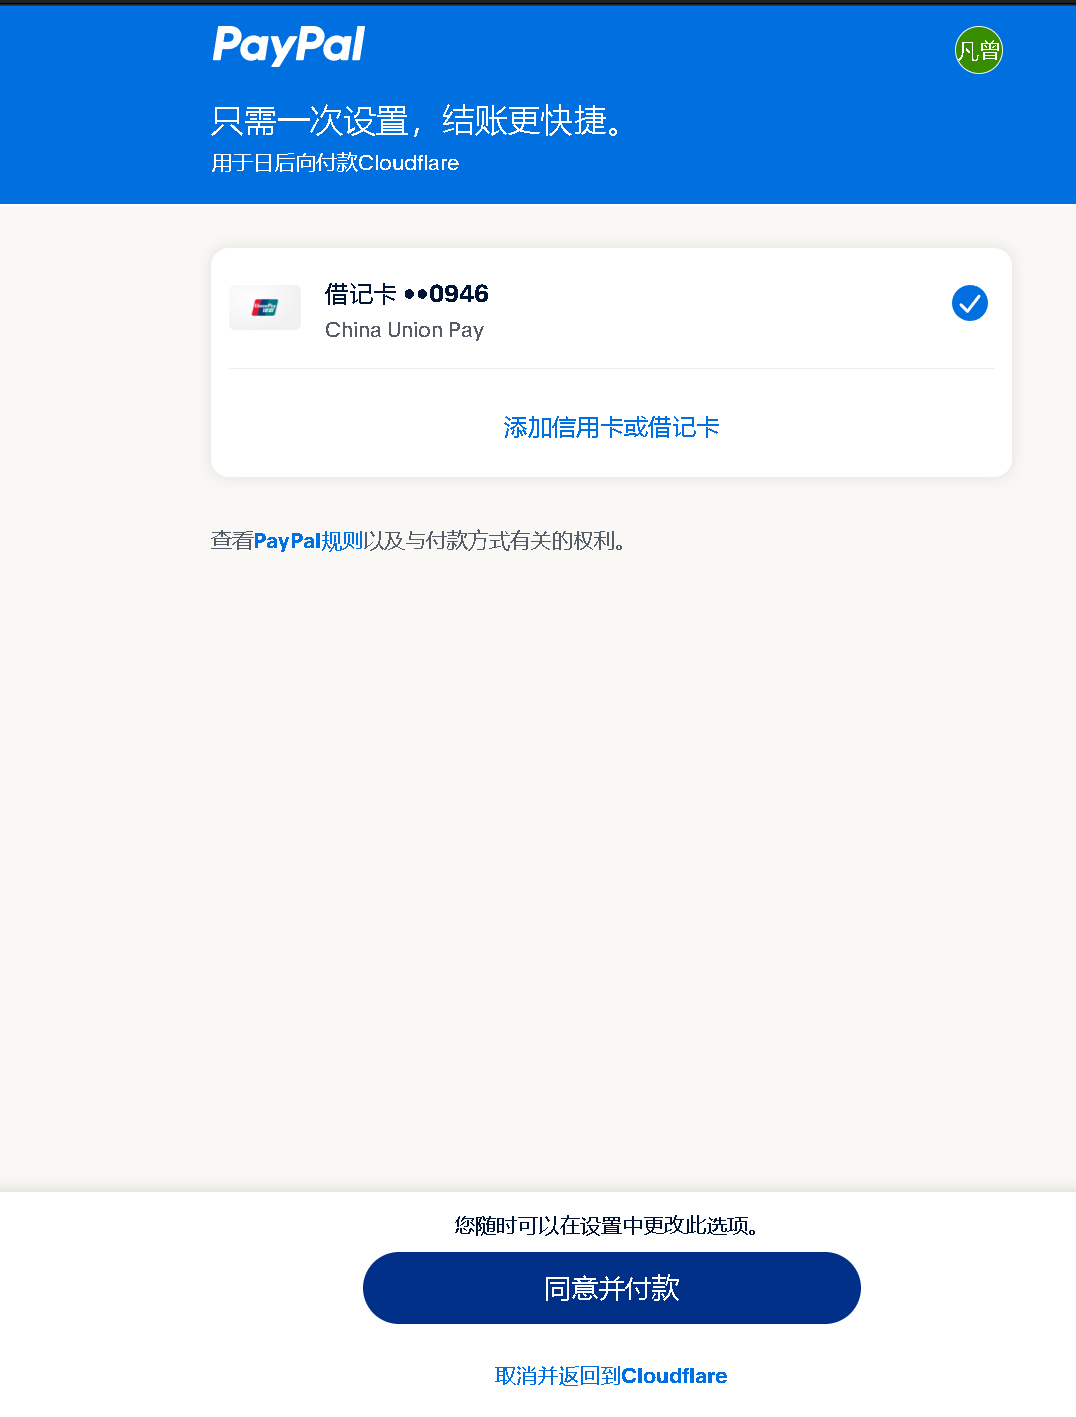 PayPal
凡曾
只需一次设置，结账更快捷。
用于日后向付款Cloudflare
UnionPay
银联
借记卡 ••0946
China Union Pay
添加信用卡或借记卡
查看PayPal规则以及与付款方式有关的权利。
您随时可以在设置中更改此选项。
同意并付款
取消并返回到Cloudflare